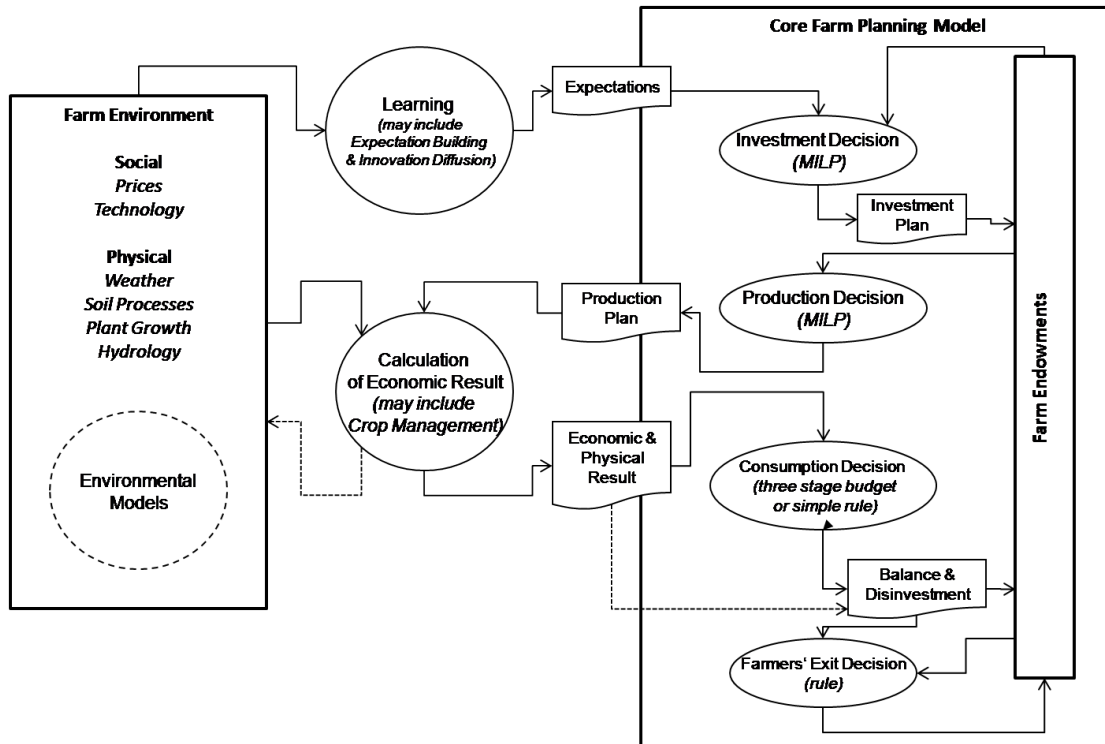 Core Farm Planning Model
Farm Environment
Social
Prices
Technology
Physical
Weather
Soil Processes
Plant Growth
Hydrology
Environmental
Models
Learning
(may include
Expectation Building
& Innovation Diffusion)
Expectations
Investment Decision
(MILP)
Investment
Plan
Production Decision
(MILP)
Production
Plan
Calculation
of Economic Result
(may include
Crop Management)
Economic &
Physical
Result
Consumption Decision
(three stage budget
or simple rule)
Balance &
Disinvestment
Farmers‘ Exit Decision
(rule)
Farm Endowments